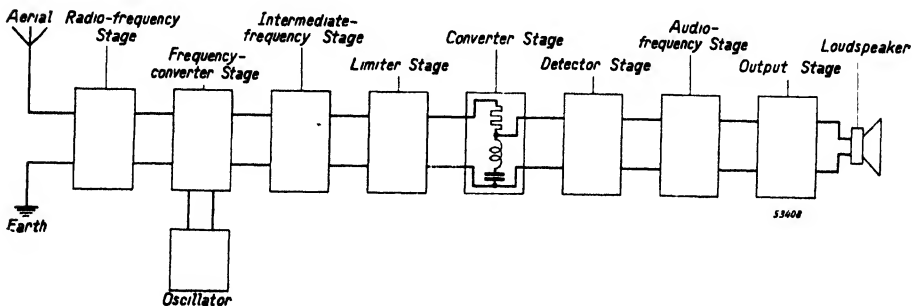 Aerial
Radio-frequency
Stage
Frequency-
converter Stage
Intermediate-
frequency Stage
Limiter Stage
Converter Stage
Detector Stage
Audio-
frequency Stage
Output Stage
Loudspeaker
Earth
Oscillator
53408